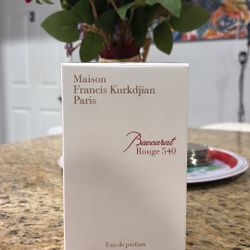 Maison
Francis Kurkdjian
Paris
Baccarat
Rouge 540
Eau de parfum